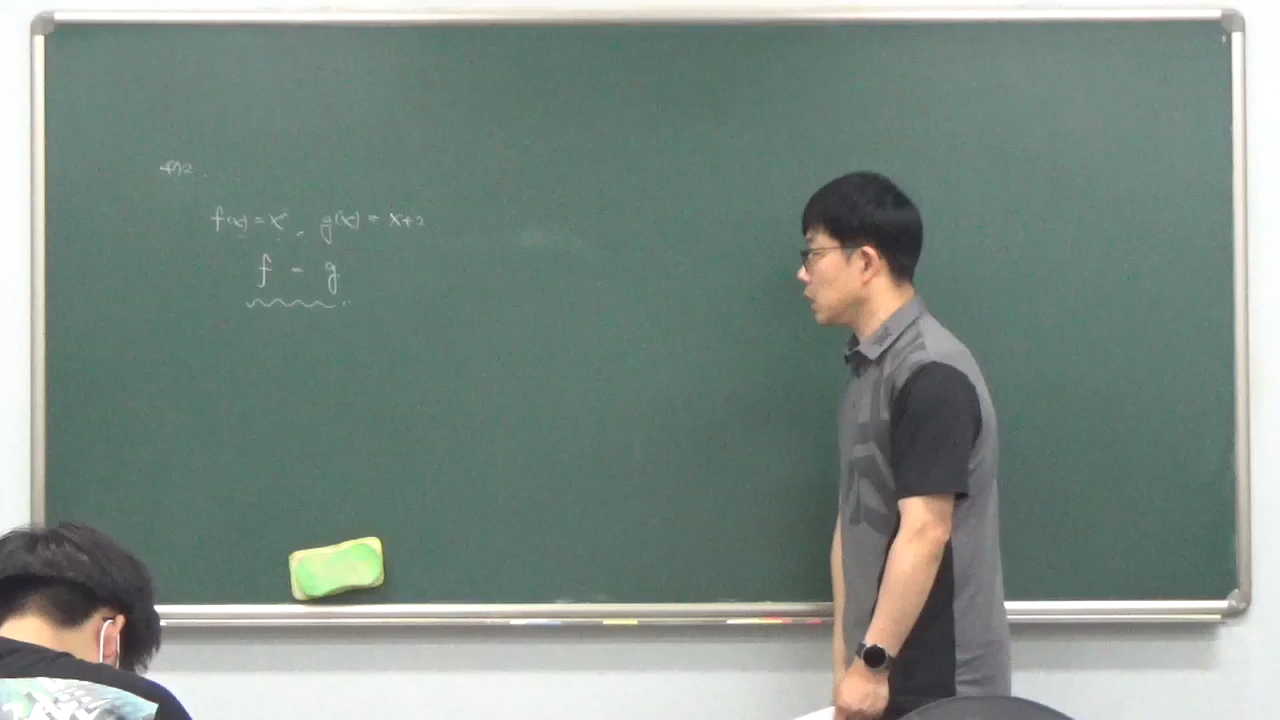 f(x) = x², g(x) = x+2
f = g